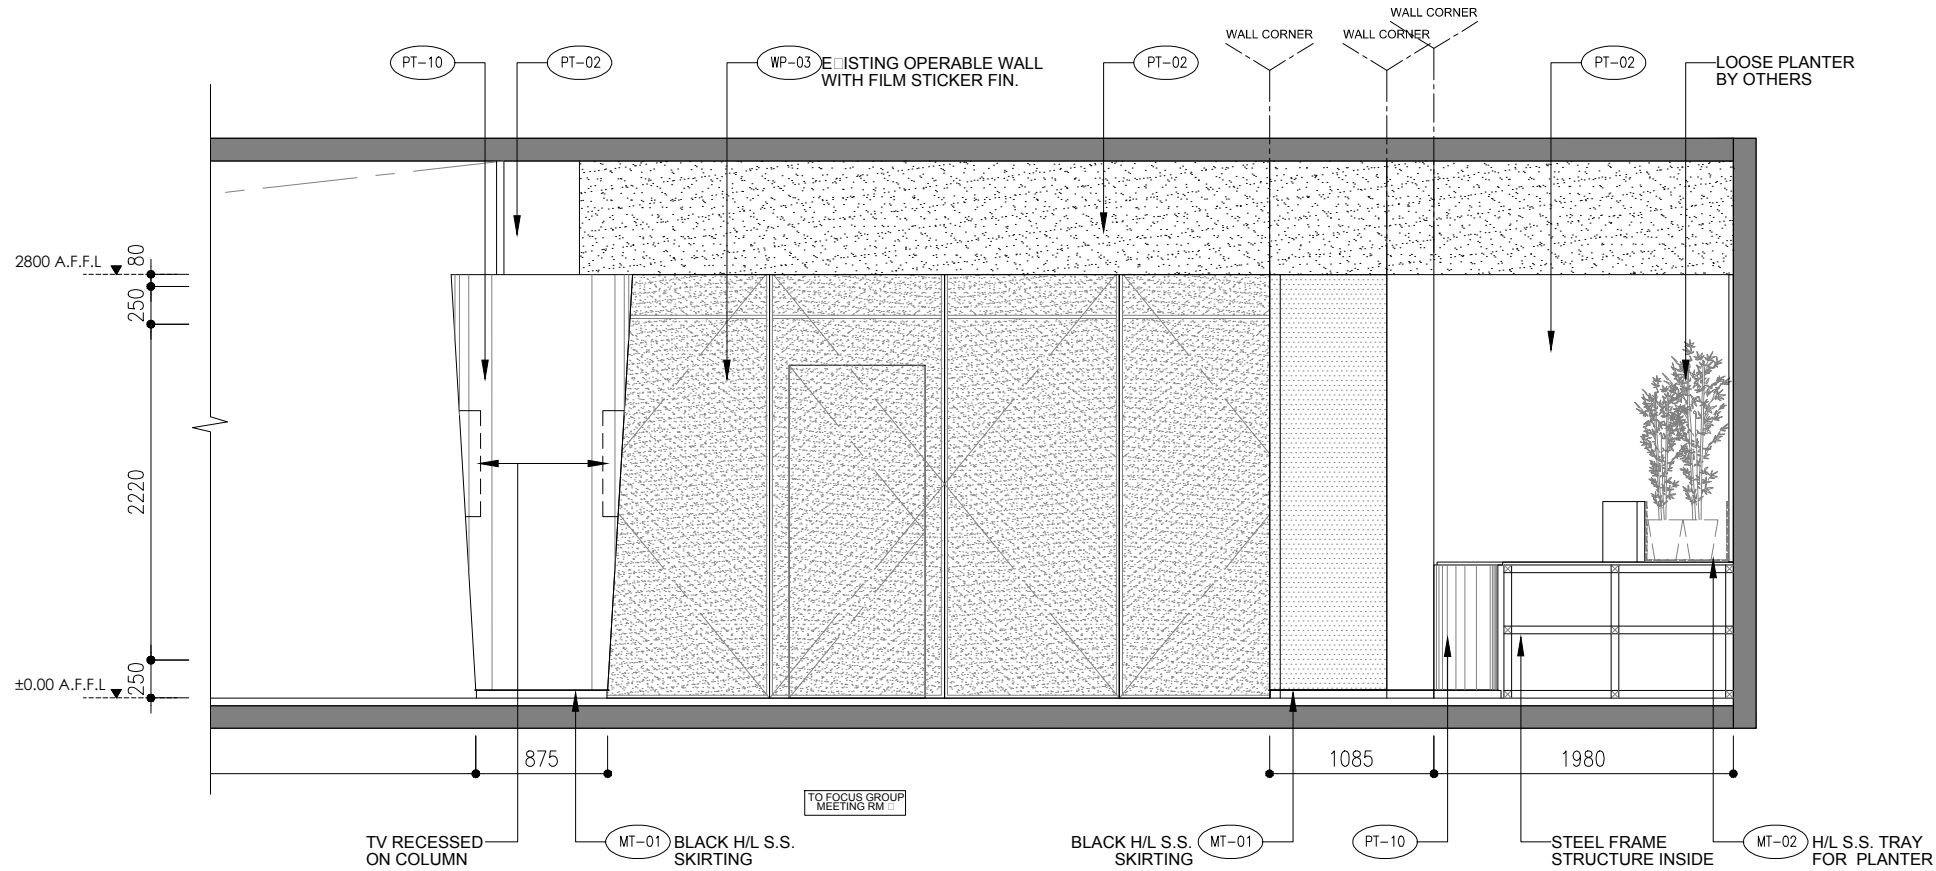 WALL CORNER
WALL CORNER
WALL CORNER
PT-10
PT-02
WP-03
E□ISTING OPERABLE WALL
WITH FILM STICKER FIN.
PT-02
PT-02
LOOSE PLANTER
BY OTHERS
2800 A.F.F.L
80
250
2220
250
±0.00 A.F.F.L
875
1085
1980
TO FOCUS GROUP
MEETING RM □
TV RECESSED
ON COLUMN
MT-01
BLACK H/L S.S.
SKIRTING
BLACK H/L S.S.
SKIRTING
MT-01
PT-10
STEEL FRAME
STRUCTURE INSIDE
MT-02
H/L S.S. TRAY
FOR PLANTER